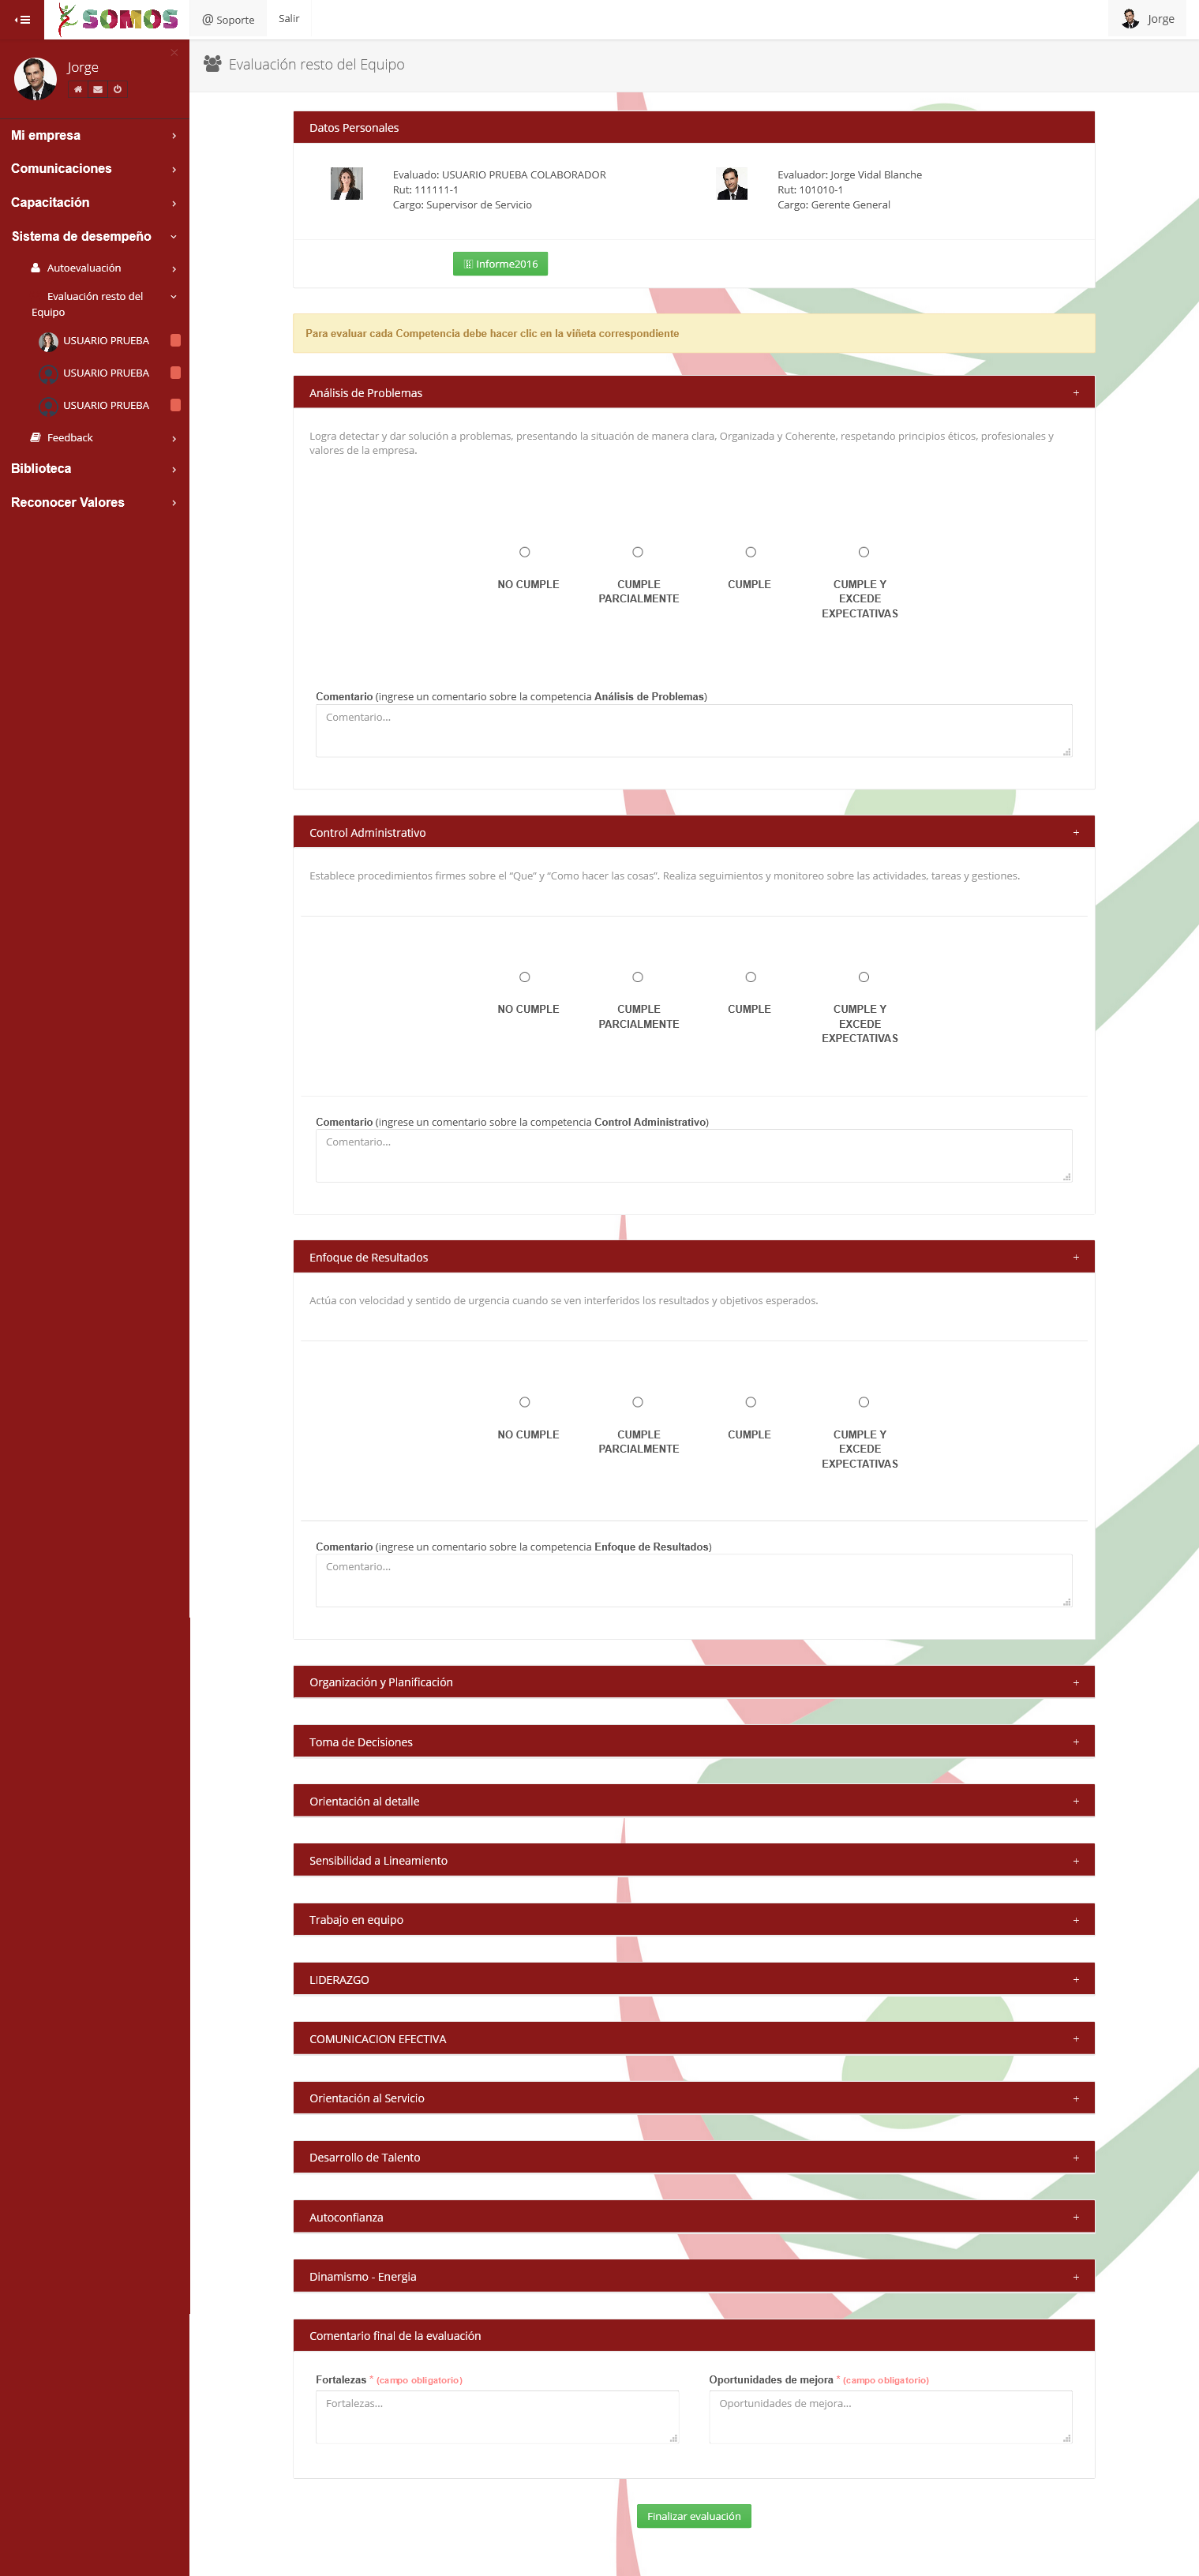 SOMOS
@ Soporte
Salir
Jorge
Jorge
Evaluación resto del Equipo
Mi empresa
Comunicaciones
Capacitación
Sistema de desempeño
Autoevaluación
Evaluación resto del
Equipo
USUARIO PRUEBA
USUARIO PRUEBA
USUARIO PRUEBA
Feedback
Biblioteca
Reconocer Valores
Datos Personales
Evaluado: USUARIO PRUEBA COLABORADOR
Rut: 111111-1
Cargo: Supervisor de Servicio
Evaluador: Jorge Vidal Blanche
Rut: 101010-1
Cargo: Gerente General
Informe2016
Para evaluar cada Competencia debe hacer clic en la viñeta correspondiente
Análisis de Problemas +
Logra detectar y dar solución a problemas, presentando la situación de manera clara, Organizada y Coherente, respetando principios éticos, profesionales y
valores de la empresa.
NO CUMPLE
CUMPLE
PARCIALMENTE
CUMPLE
CUMPLE Y
EXCEDE
EXPECTATIVAS
Comentario (ingrese un comentario sobre la competencia Análisis de Problemas)
Comentario...
Control Administrativo +
Establece procedimientos firmes sobre el “Que” y “Como hacer las cosas”. Realiza seguimientos y monitoreo sobre las actividades, tareas y gestiones.
NO CUMPLE
CUMPLE
PARCIALMENTE
CUMPLE
CUMPLE Y
EXCEDE
EXPECTATIVAS
Comentario (ingrese un comentario sobre la competencia Control Administrativo)
Comentario...
Enfoque de Resultados +
Actúa con velocidad y sentido de urgencia cuando se ven interferidos los resultados y objetivos esperados.
NO CUMPLE
CUMPLE
PARCIALMENTE
CUMPLE
CUMPLE Y
EXCEDE
EXPECTATIVAS
Comentario (ingrese un comentario sobre la competencia Enfoque de Resultados)
Comentario...
Organización y Planificación +
Toma de Decisiones +
Orientación al detalle +
Sensibilidad a Lineamiento +
Trabajo en equipo +
LIDERAZGO +
COMUNICACION EFECTIVA +
Orientación al Servicio +
Desarrollo de Talento +
Autoconfianza +
Dinamismo - Energia +
Comentario final de la evaluación
Fortalezas * (campo obligatorio)
Fortalezas...
Oportunidades de mejora * (campo obligatorio)
Oportunidades de mejora...
Finalizar evaluación